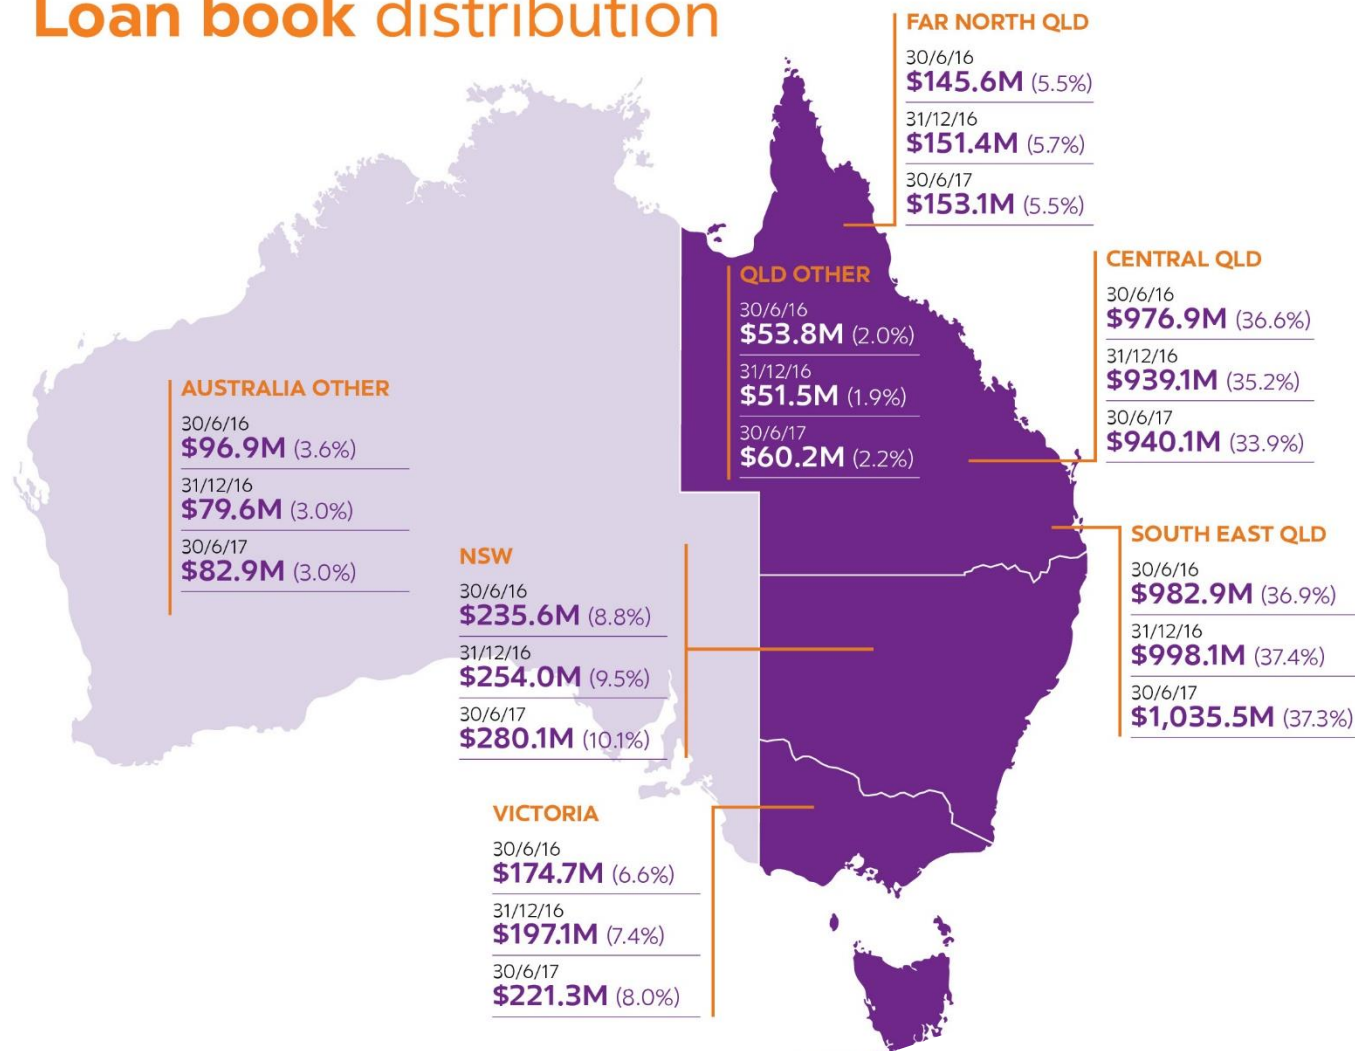 Loan book distribution
FAR NORTH QLD
30/6/16
$145.6M (5.5%)
31/12/16
$151.4M (5.7%)
30/6/17
$153.1M (5.5%)
CENTRAL QLD
30/6/16
$976.9M (36.6%)
31/12/16
$939.1M (35.2%)
30/6/17
$940.1M (33.9%)
QLD OTHER
30/6/16
$53.8M (2.0%)
31/12/16
$51.5M (1.9%)
30/6/17
$60.2M (2.2%)
AUSTRALIA OTHER
30/6/16
$96.9M (3.6%)
31/12/16
$79.6M (3.0%)
30/6/17
$82.9M (3.0%)
SOUTH EAST QLD
30/6/16
$982.9M (36.9%)
31/12/16
$998.1M (37.4%)
30/6/17
$1,035.5M (37.3%)
NSW
30/6/16
$235.6M (8.8%)
31/12/16
$254.0M (9.5%)
30/6/17
$280.1M (10.1%)
VICTORIA
30/6/16
$174.7M (6.6%)
31/12/16
$197.1M (7.4%)
30/6/17
$221.3M (8.0%)